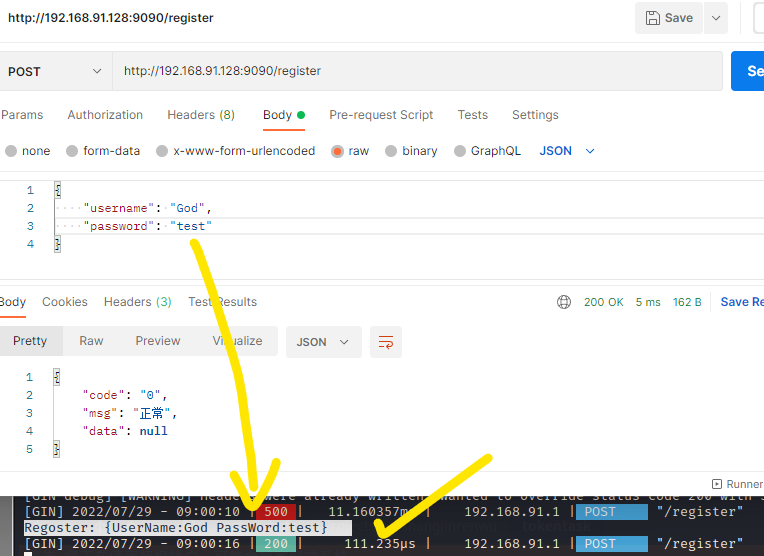 http://192.168.91.128:9090/register
Save
POST
http://192.168.91.128:9090/register
Se
Params
Authorization
Headers (8)
Body
Pre-request Script
Tests
Settings
none
form-data
x-www-form-urlencoded
raw
binary
GraphQL
JSON
1 {
2 "username": "God",
3 "password": "test"
4 }
Body
Cookies
Headers (3)
Test Results
200 OK
5 ms
162 B
Save Re
Pretty
Raw
Preview
Visualize
JSON
1 {
2 "code": "0",
3 "msg": "正常",
4 "data": null
5 }
Runner
[GIN-debug] [WARNING] Headers were already written. Wanted to override status code 200 with 5
[GIN] 2022/07/29 - 09:00:10 | 500 | 11.160357ms | 192.168.91.1 | POST "/register"
Regoster: {UserName:God PassWord:test}
[GIN] 2022/07/29 - 09:00:16 | 200 | 111.235µs | 192.168.91.1 | POST "/register"